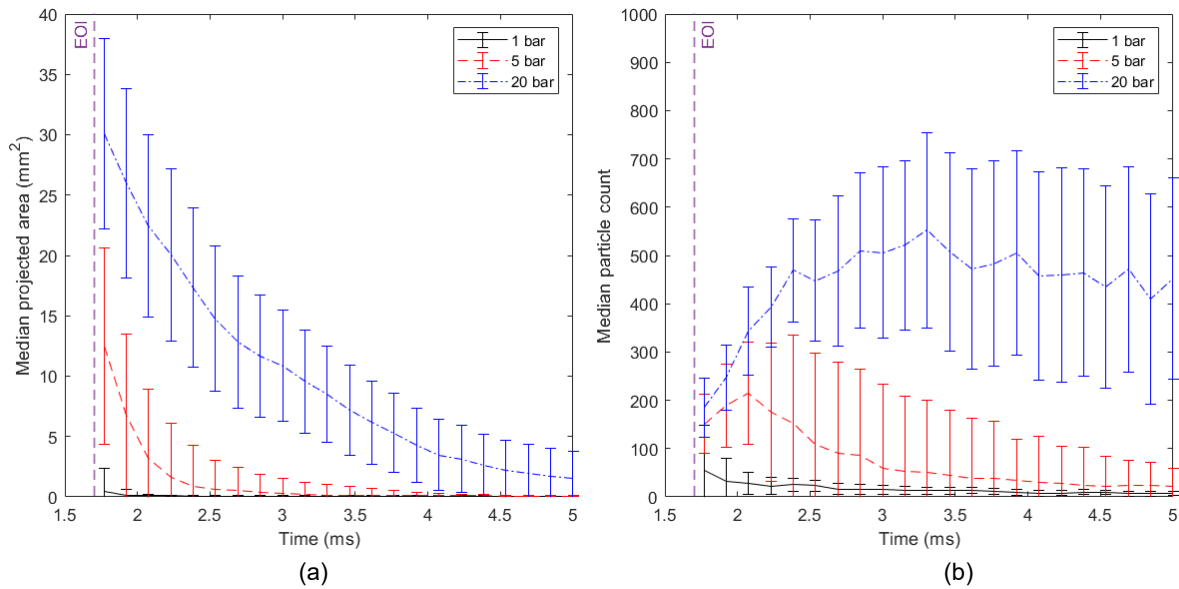 40
35
30
25
20
15
10
5
0
Median projected area (mm²)
EOI
1 bar
5 bar
20 bar
1.5
2
2.5
3
3.5
4
4.5
5
Time (ms)
(a)
1000
900
800
700
600
500
400
300
200
100
0
Median particle count
EOI
1 bar
5 bar
20 bar
1.5
2
2.5
3
3.5
4
4.5
5
Time (ms)
(b)